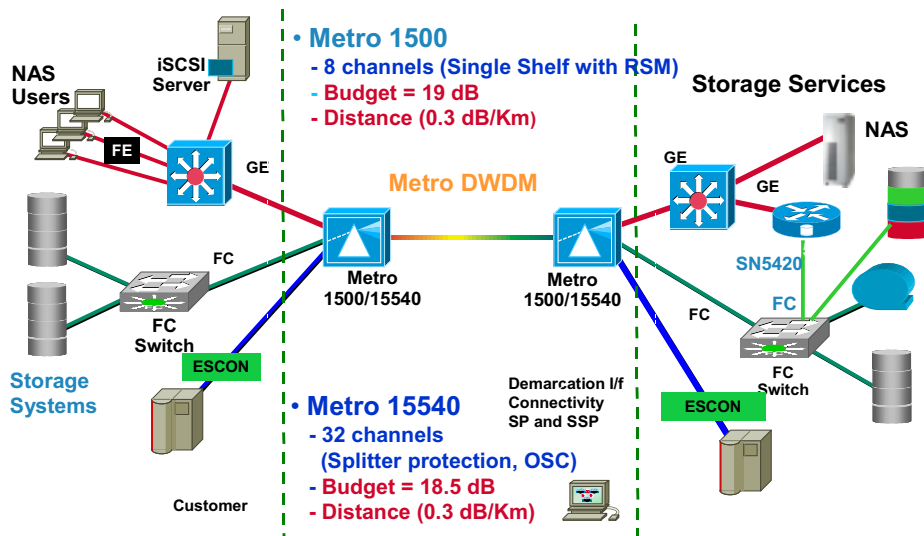 • Metro 1500
- 8 channels (Single Shelf with RSM)
- Budget = 19 dB
- Distance (0.3 dB/Km)
iSCSI
Server
NAS
Users
FE
GE
FC
FC
Switch
ESCON
Storage
Systems
Customer
Metro DWDM
Metro
1500/15540
Metro
1500/15540
• Metro 15540
- 32 channels
(Splitter protection, OSC)
- Budget = 18.5 dB
- Distance (0.3 dB/Km)
Demarcation I/f
Connectivity
SP and SSP
Storage Services
NAS
GE
GE
SN5420
FC
FC
FC
Switch
ESCON